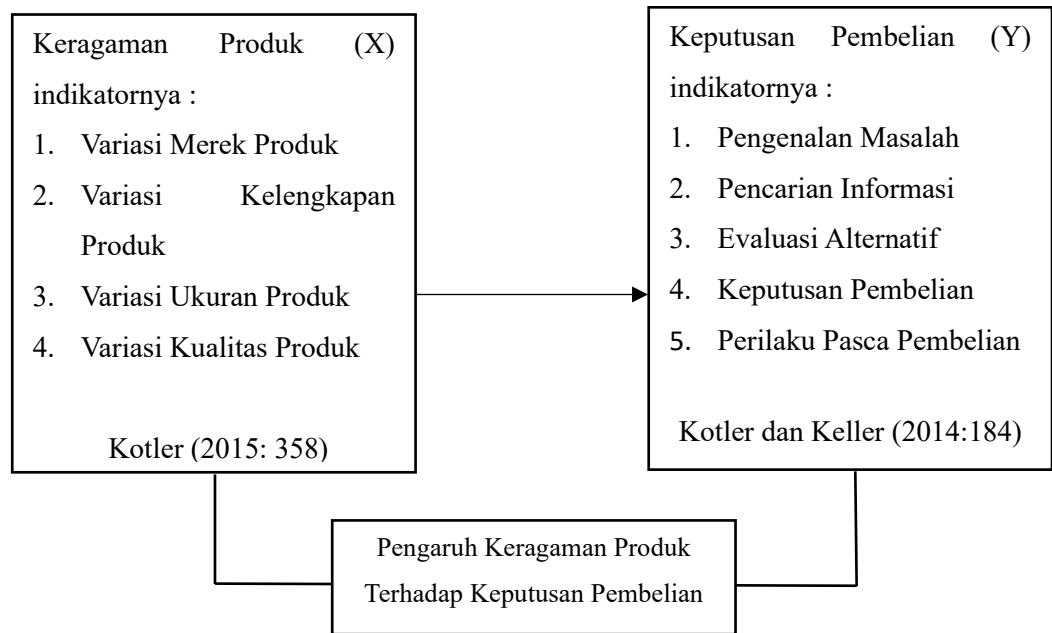 Keragaman Produk (X)
indikatornya :
1. Variasi Merek Produk
2. Variasi Kelengkapan
Produk
3. Variasi Ukuran Produk
4. Variasi Kualitas Produk
Kotler (2015: 358)
Keputusan Pembelian (Y)
indikatornya :
1. Pengenalan Masalah
2. Pencarian Informasi
3. Evaluasi Alternatif
4. Keputusan Pembelian
5. Perilaku Pasca Pembelian
Kotler dan Keller (2014:184)
Pengaruh Keragaman Produk
Terhadap Keputusan Pembelian